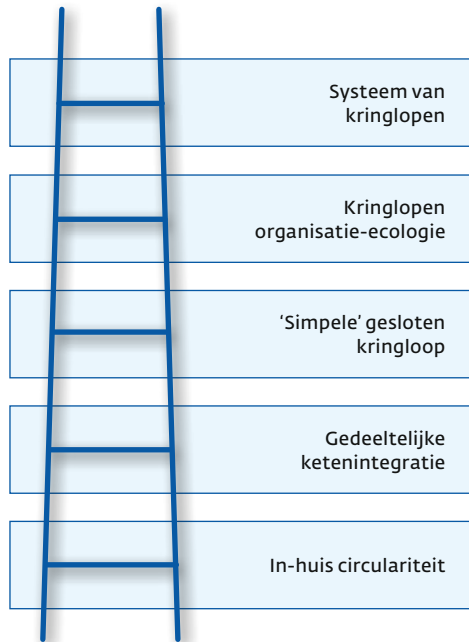 Systeem van
kringlopen
Kringlopen
organisatie-ecologie
‘Simpele’ gesloten
kringloop
Gedeeltelijke
ketenintegratie
In-huis circulariteit